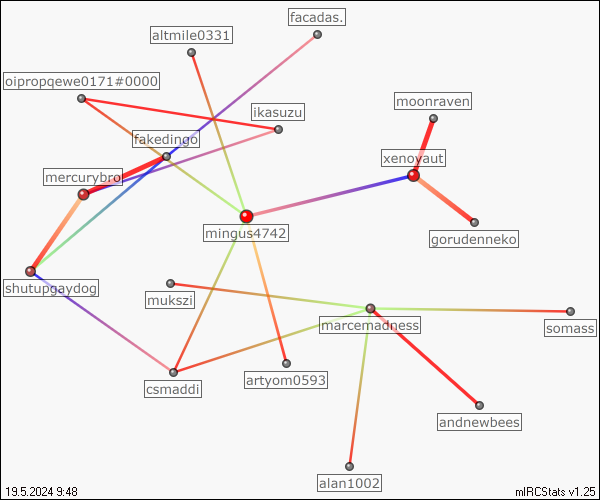 facadas.
altmile0331
oipropqewe0171#0000
moonraven
ikasuzu
fakedingo
xenoyaut
mercurybro
mingus4742
gorudenneko
shutupgaydog
mukszi
marcemadness
somass
artyom0593
csmaddi
andnewbees
alan1002
19.5.2024 9:48
mIRCStats v1.25